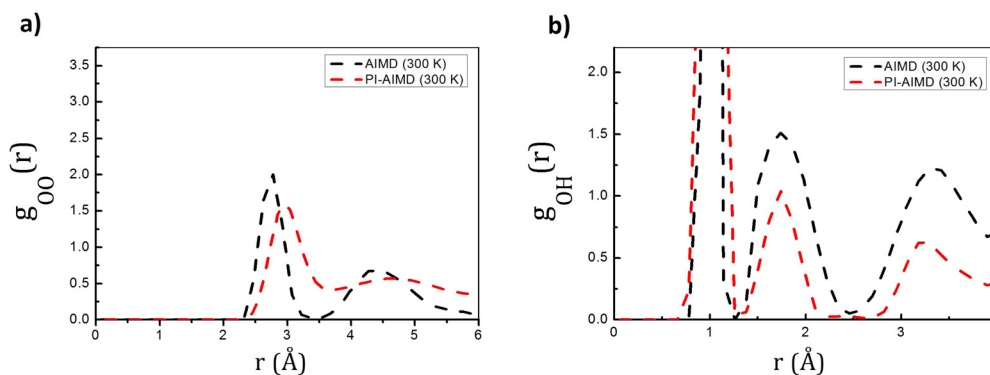 a)
AIMD (300 K)
PI-AIMD (300 K)
3.5
3.0
2.5
2.0
1.5
1.0
0.5
0.0
0 1 2 3 4 5 6
g_OO(r)
r (Å)
b)
AIMD (300 K)
PI-AIMD (300 K)
2.0
1.5
1.0
0.5
0.0
0 1 2 3
g_OH(r)
r (Å)